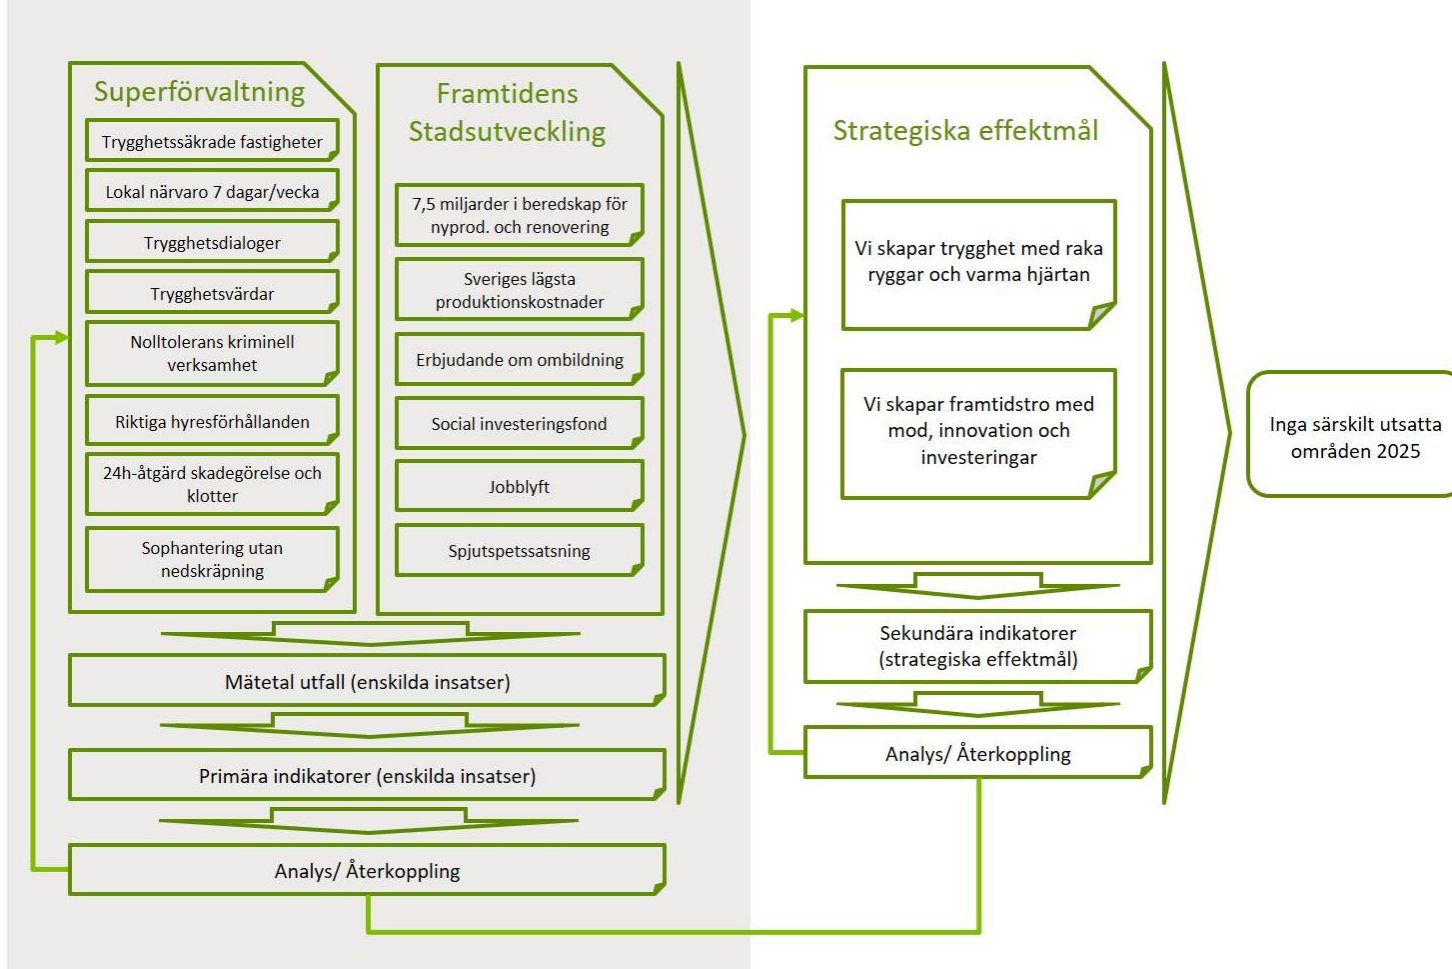 Superförvaltning
Trygghetssäkrade fastigheter
Lokal närvaro 7 dagar/vecka
Trygghetsdialoger
Trygghetsvärdar
Nolltolerans kriminell
verksamhet
Riktiga hyresförhållanden
24h-åtgärd skadegörelse och
klotter
Sophantering utan
nedskräpning
Framtidens
Stadsutveckling
7,5 miljarder i beredskap för
nyprod. och renovering
Sveriges lägsta
produktionskostnader
Erbjudande om ombildning
Social investeringsfond
Jobblyft
Spjutspetssatsning
Mätetal utfall (enskilda insatser)
Primära indikatorer (enskilda insatser)
Analys/ Återkoppling
Strategiska effektmål
Vi skapar trygghet med raka
ryggar och varma hjärtan
Vi skapar framtidstro med
mod, innovation och
investeringar
Sekundära indikatorer
(strategiska effektmål)
Analys/ Återkoppling
Inga särskilt utsatta
områden 2025